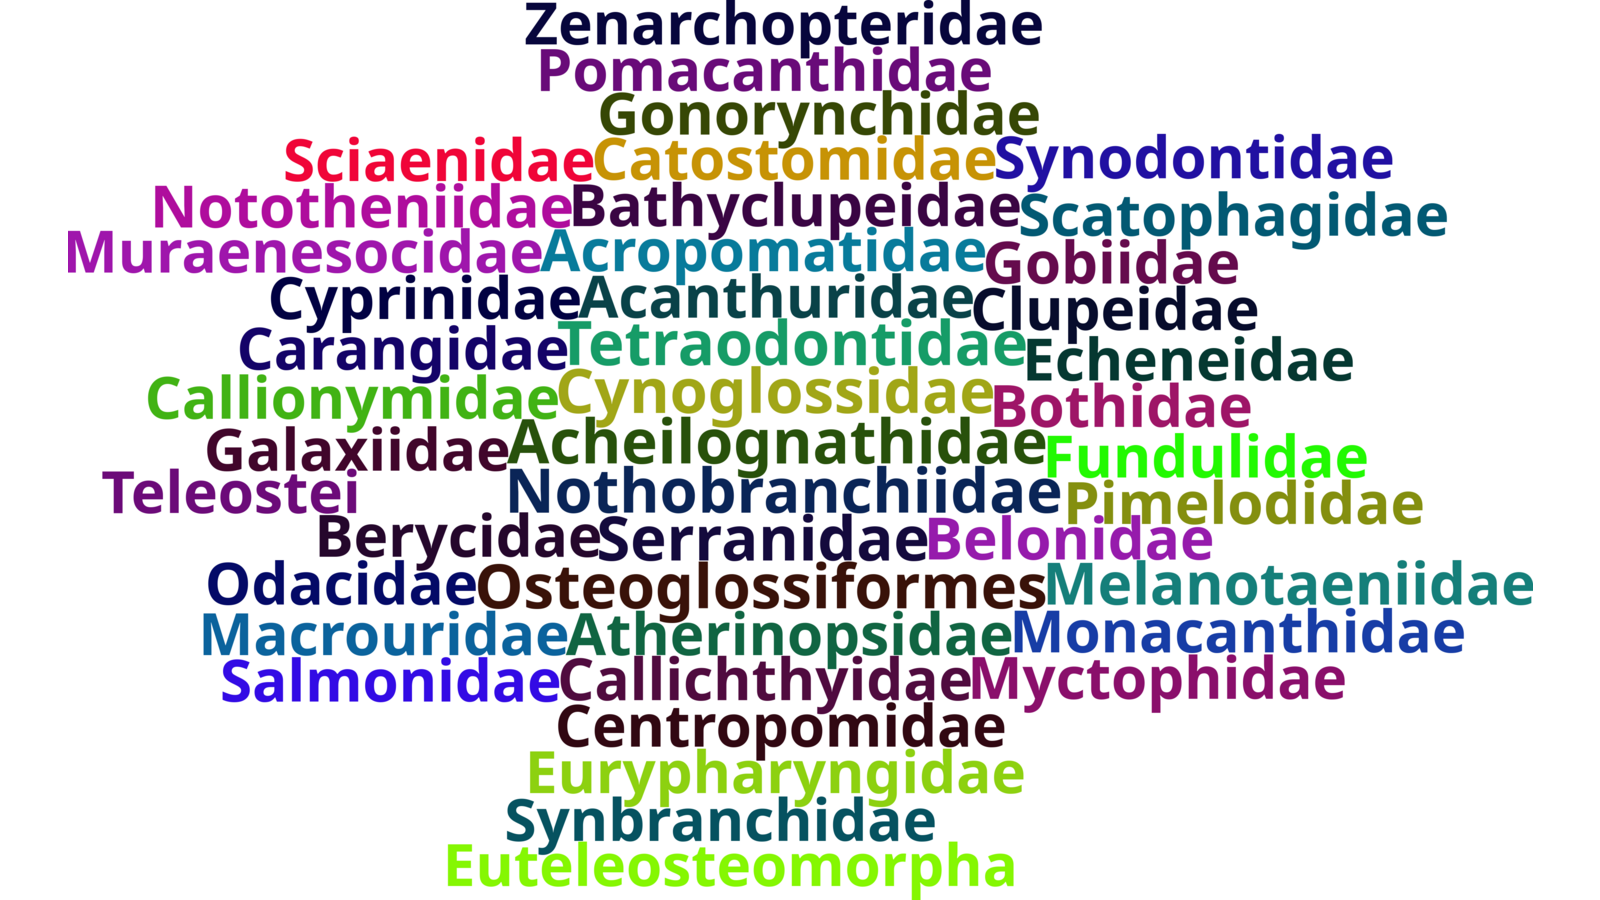 Zenarchopteridae
Pomacanthidae
Gonorynchidae
Sciaenidae Catostomidae Synodontidae
Nototheniidae Bathyclupeidae Scatophagidae
Muraenesocidae Acropomatidae Gobiidae
Cyprinidae Acanthuridae Clupeidae
Carangidae Tetraodontidae Echeneidae
Callionymidae Cynoglossidae Bothidae
Galaxiidae Acheilognathidae Fundulidae
Teleostei Nothobranchiidae Pimelodidae
Berycidae Serranidae Belonidae
Odacidae Osteoglossiformes Melanotaeniidae
Macrouridae Atherinopsidae Monacanthidae
Salmonidae Callichthyidae Myctophidae
Centropomidae
Eurypharyngidae
Synbranchidae
Euteleosteomorpha